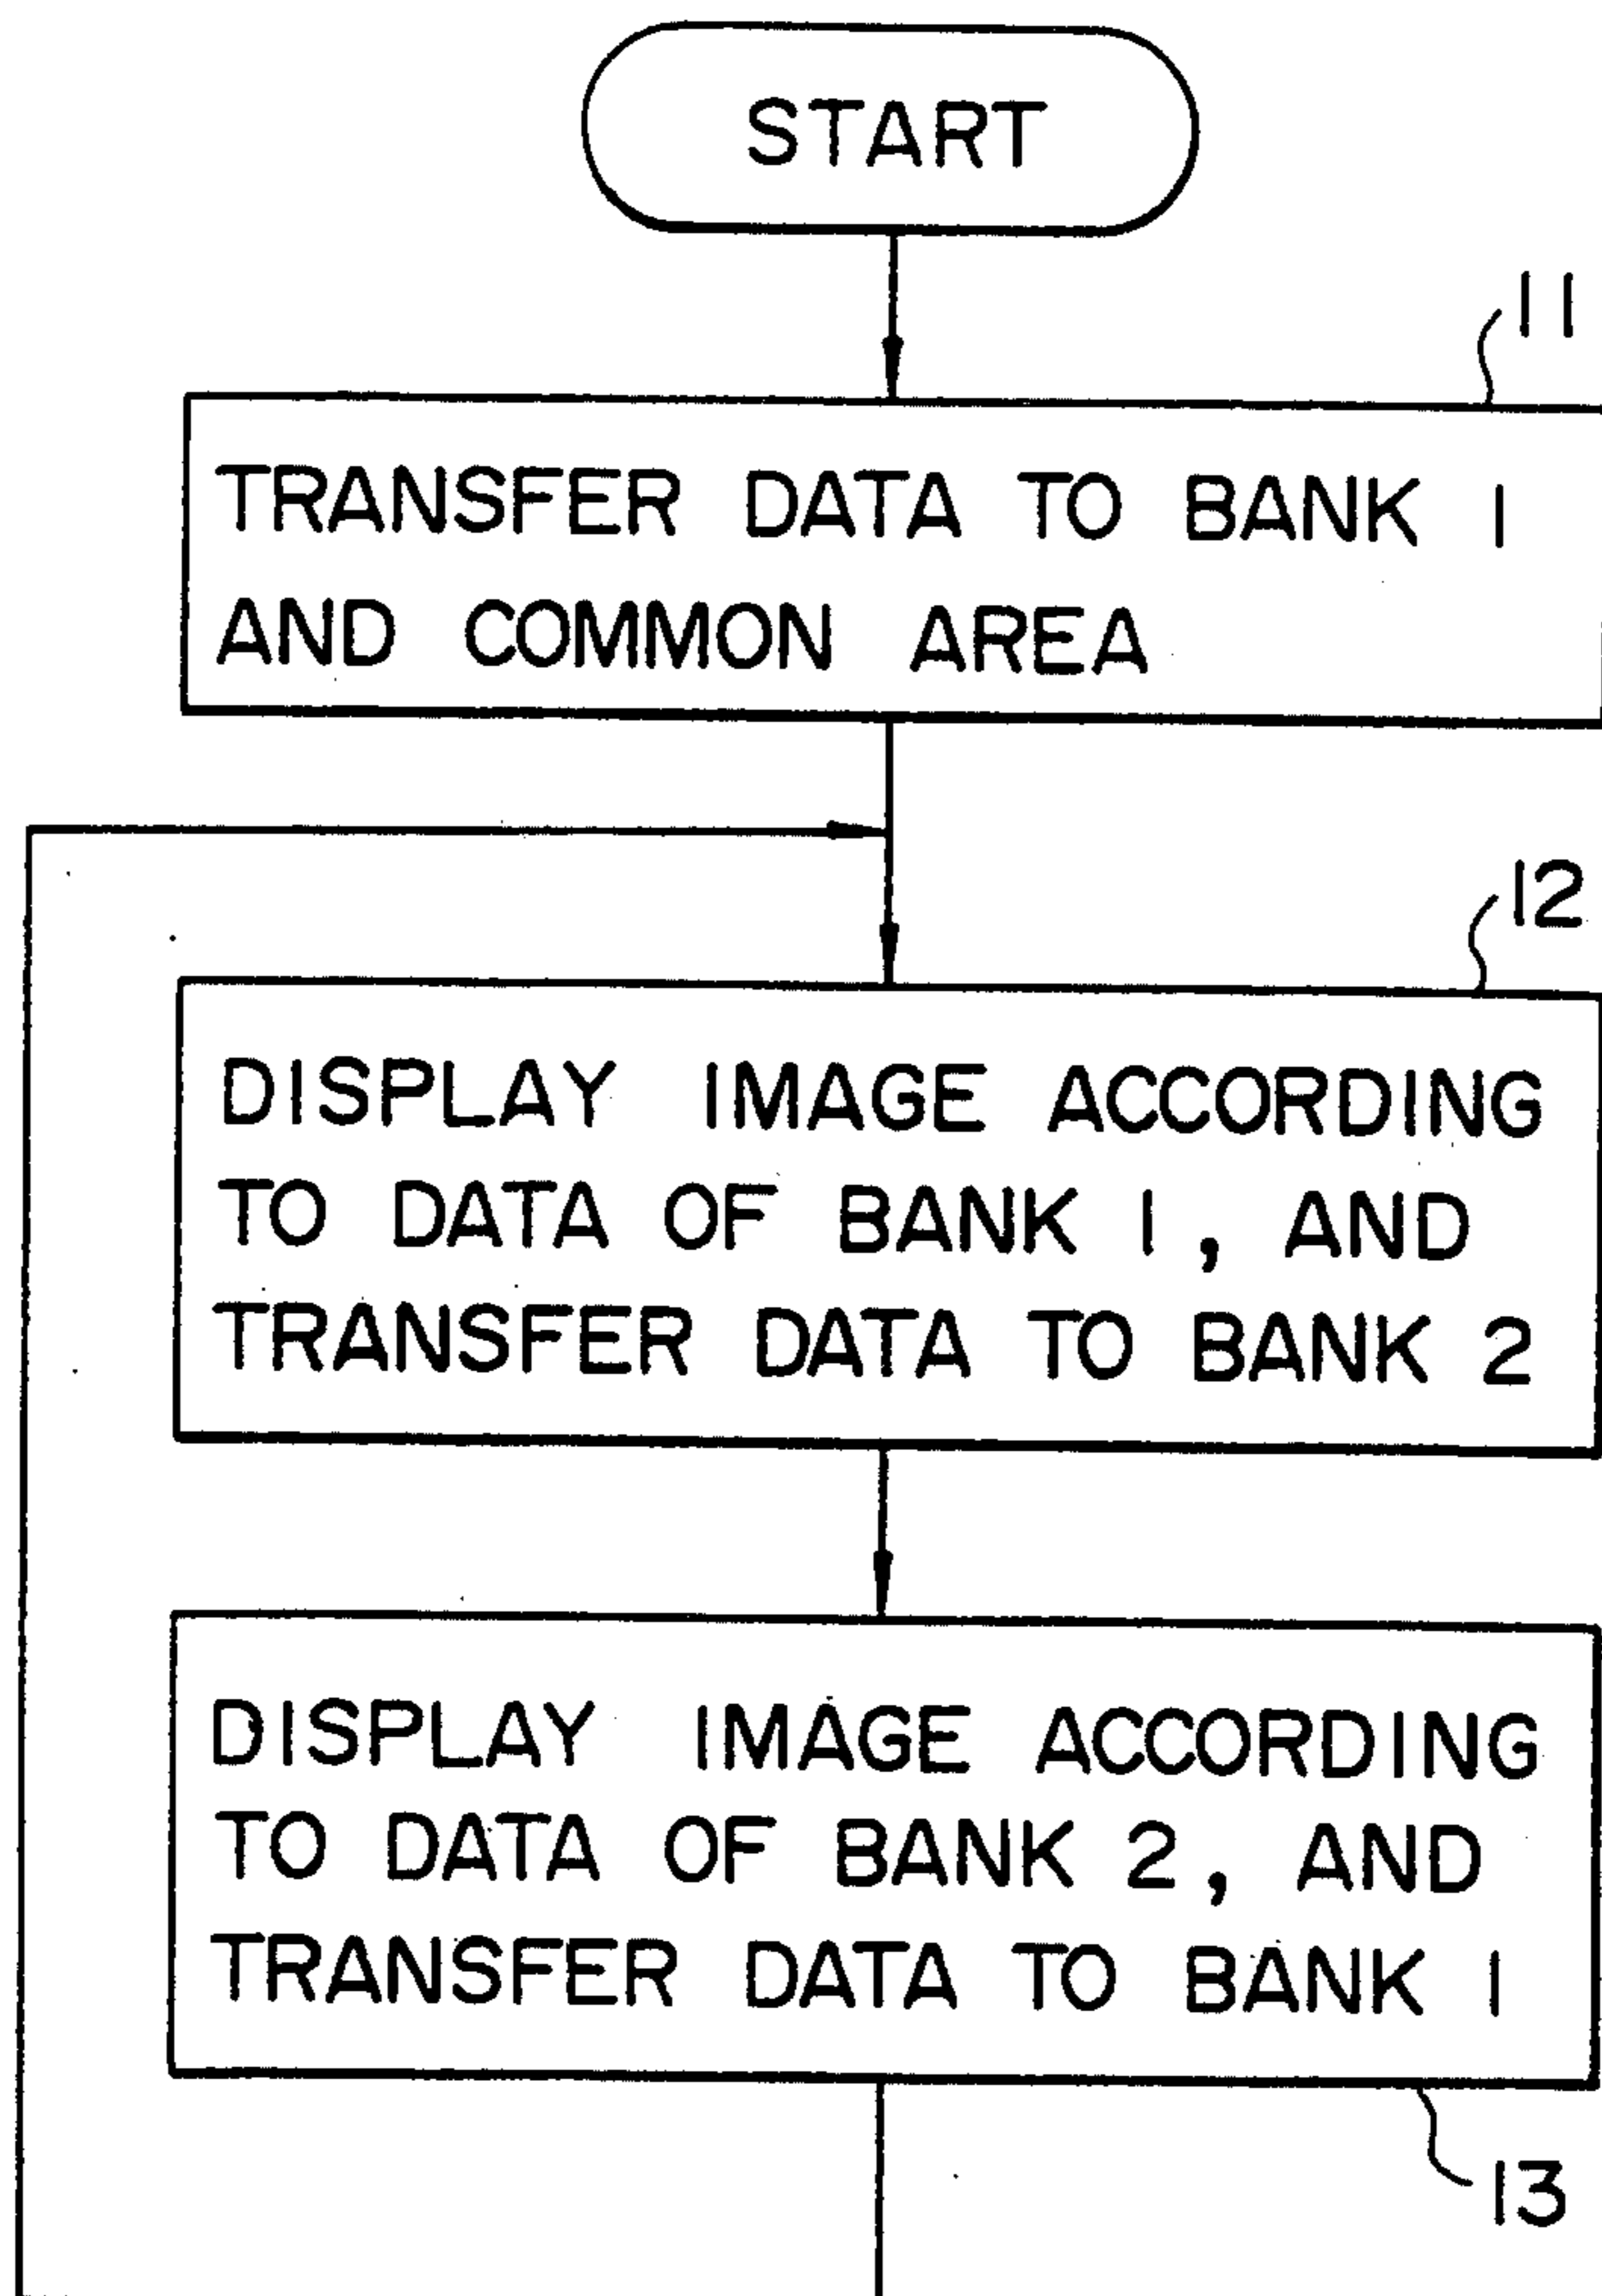 START
11
TRANSFER DATA TO BANK 1
AND COMMON AREA
12
DISPLAY IMAGE ACCORDING
TO DATA OF BANK 1, AND
TRANSFER DATA TO BANK 2
DISPLAY IMAGE ACCORDING
TO DATA OF BANK 2, AND
TRANSFER DATA TO BANK 1
13